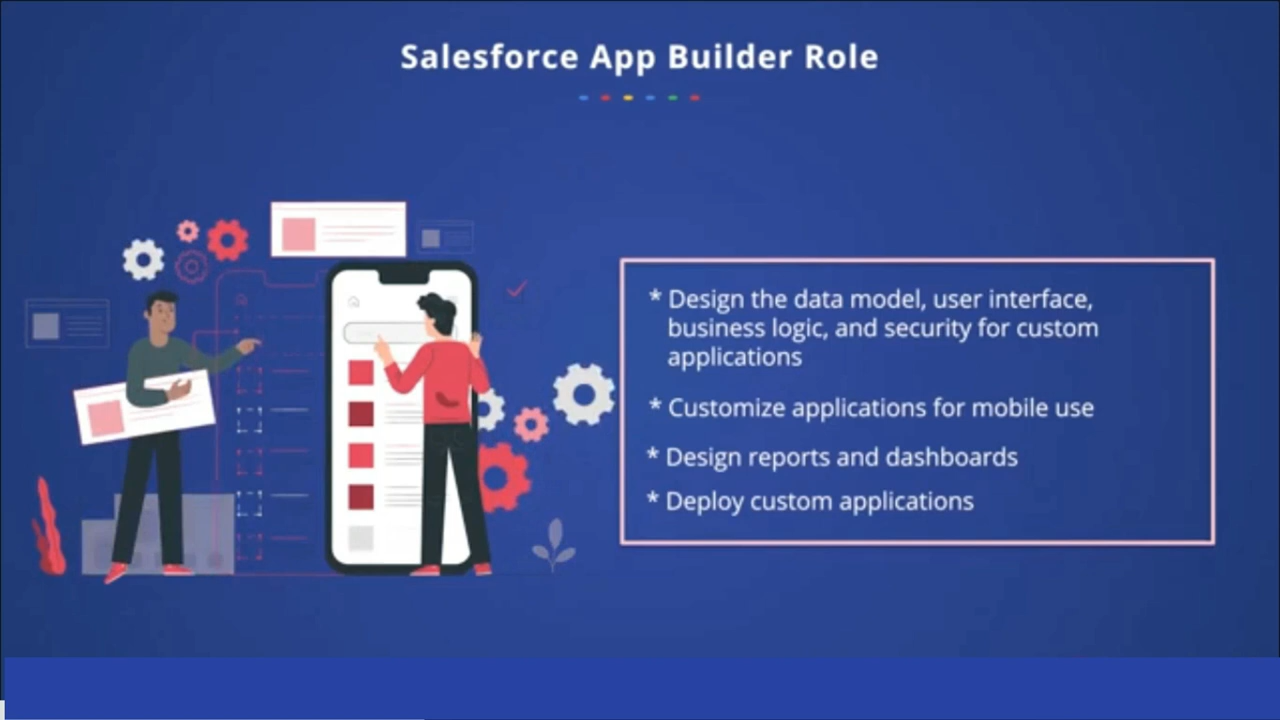 Salesforce App Builder Role
* Design the data model, user interface,
business logic, and security for custom
applications
* Customize applications for mobile use
* Design reports and dashboards
* Deploy custom applications